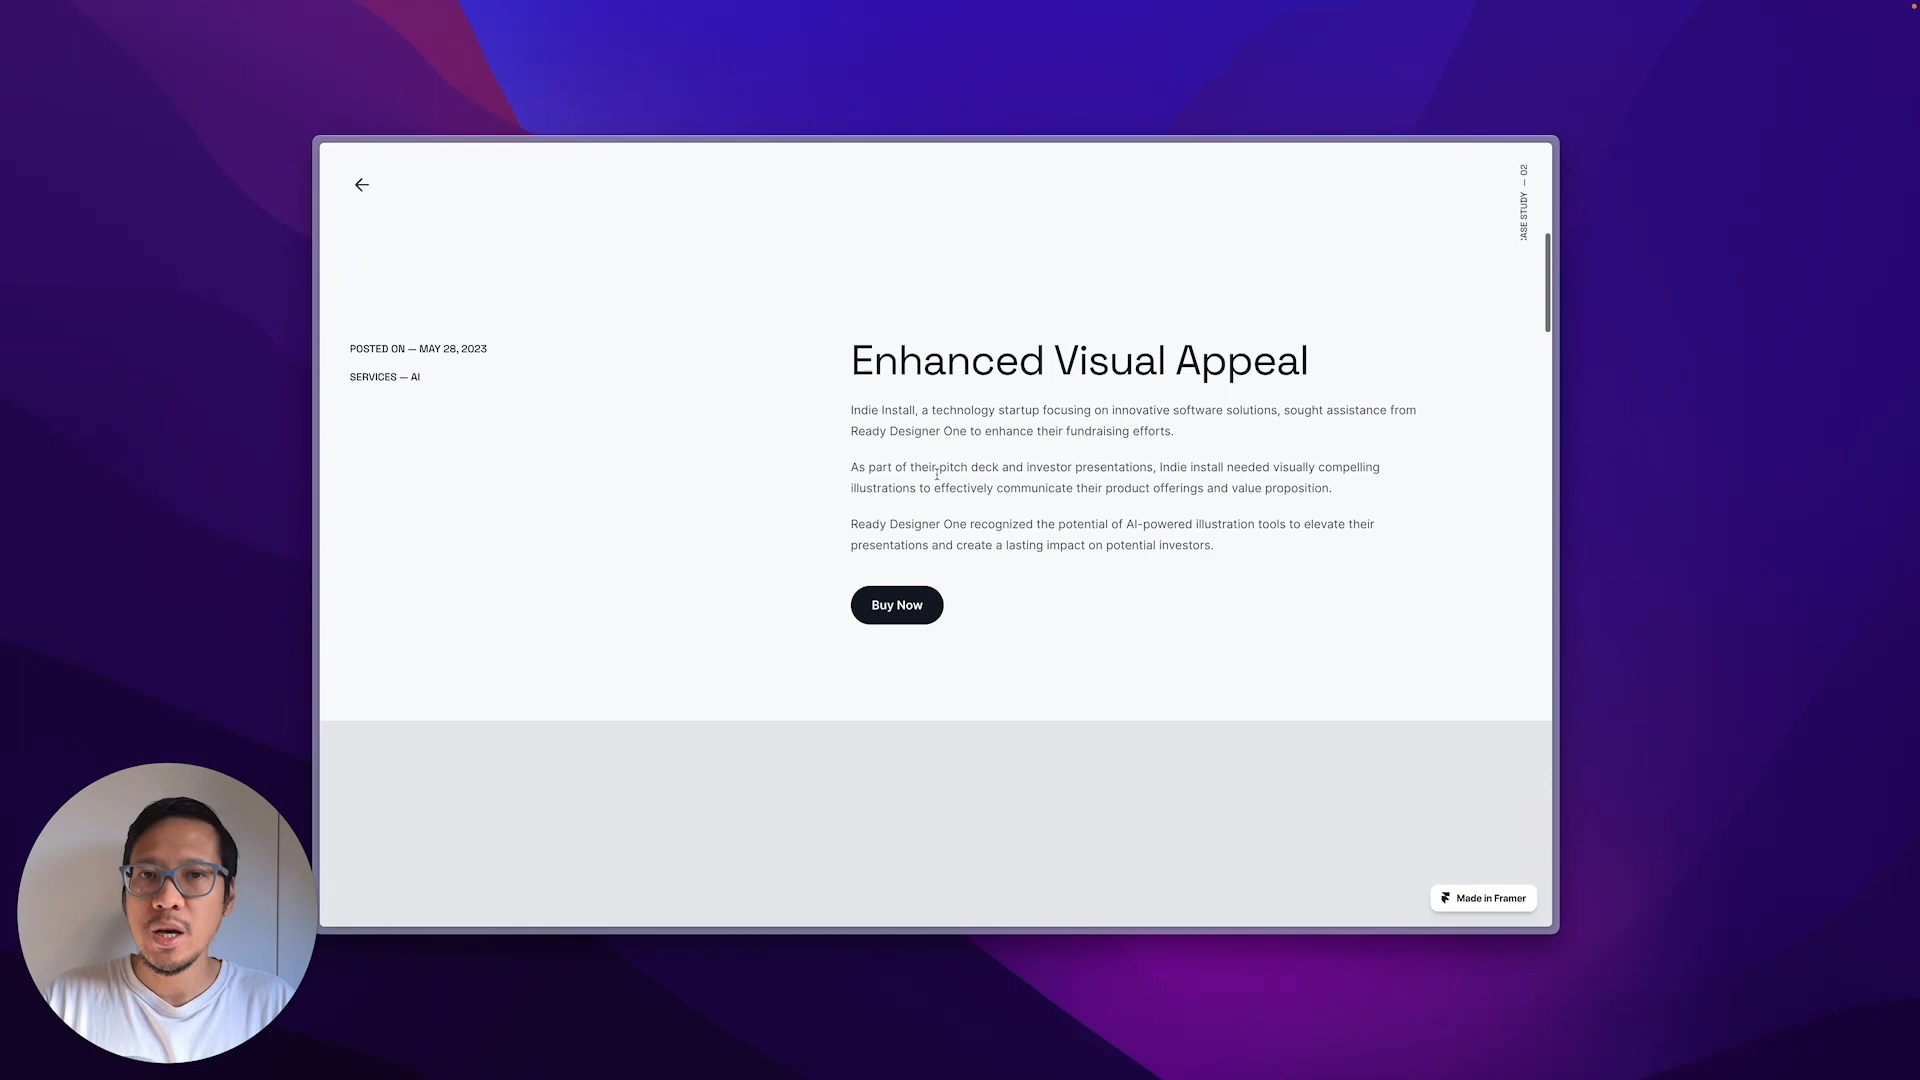 CASE STUDY — 02
POSTED ON — MAY 28, 2023
SERVICES — AI
Enhanced Visual Appeal
Indie Install, a technology startup focusing on innovative software solutions, sought assistance from
Ready Designer One to enhance their fundraising efforts.
As part of their pitch deck and investor presentations, Indie install needed visually compelling
illustrations to effectively communicate their product offerings and value proposition.
Ready Designer One recognized the potential of AI-powered illustration tools to elevate their
presentations and create a lasting impact on potential investors.
Buy Now
Made in Framer